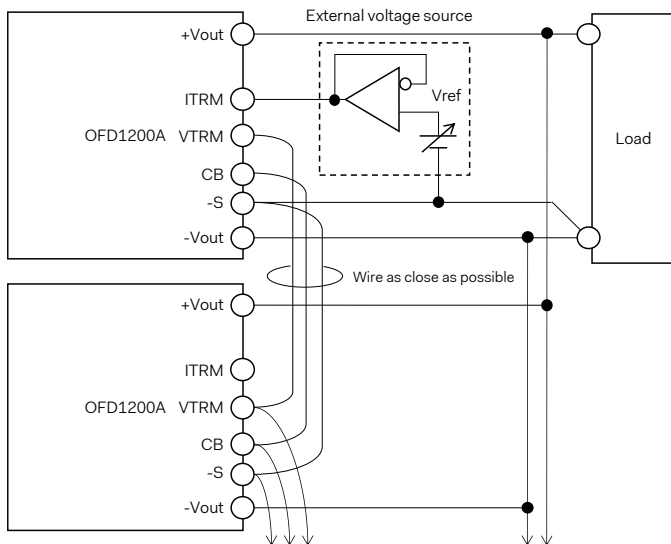 External voltage source
+Vout
ITRM
Vref
OFD1200A VTRM
Load
CB
-S
-Vout
Wire as close as possible
+Vout
ITRM
OFD1200A VTRM
CB
-S
-Vout